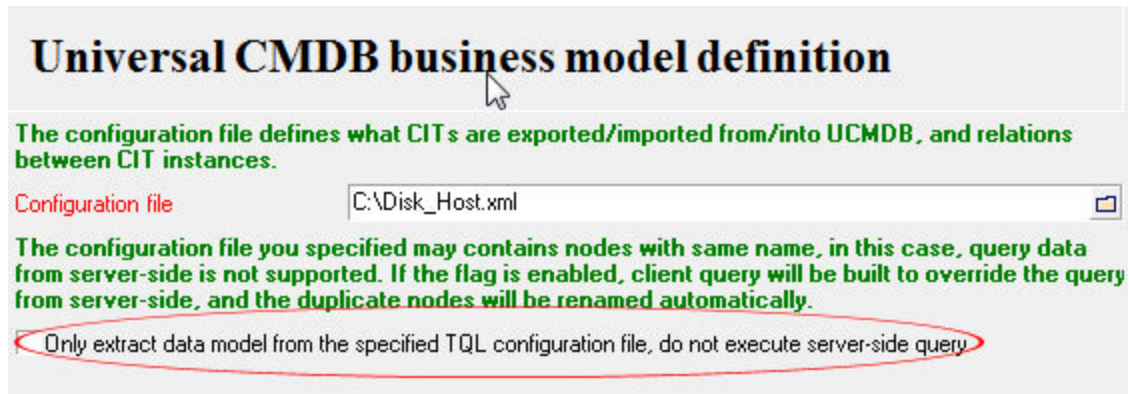 Universal CMDB business model definition
The configuration file defines what CITs are exported/imported from/into UCMDB, and relations
between CIT instances.
Configuration file C:\Disk_Host.xml
The configuration file you specified may contains nodes with same name, in this case, query data
from server-side is not supported. If the flag is enabled, client query will be built to override the query
from server-side, and the duplicate nodes will be renamed automatically.
Only extract data model from the specified TQL configuration file, do not execute server-side query